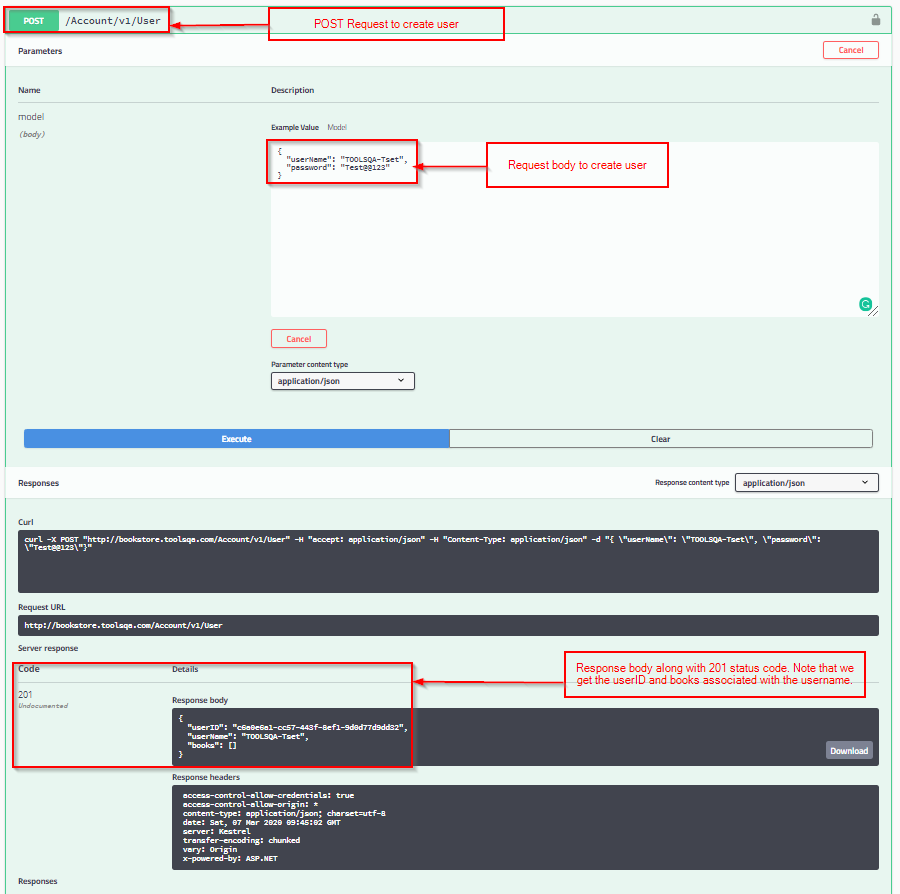 POST /Account/v1/User
POST Request to create user
Parameters
Cancel
Name Description
model
(body)
Example Value Model
{
"userName": "TOOLSQA-Tset",
"password": "Test@@123"
}
Request body to create user
Cancel
Parameter content type
application/json
Execute
Clear
Responses
Response content type
application/json
Curl
curl -X POST "http://bookstore.toolsqa.com/Account/v1/User" -H "accept: application/json" -H "Content-Type: application/json" -d "{ \"userName\": \"TOOLSQA-Tset\", \"password\":
\"Test@@123\"}"
Request URL
http://bookstore.toolsqa.com/Account/v1/User
Server response
Code Details
Response body along with 201 status code. Note that we
get the userID and books associated with the username.
201
Undocumented
Response body
{
"userID": "c6a0e6a1-cc57-443f-8ef1-9d0d77d9dd32",
"userName": "TOOLSQA-Tset",
"books": []
}
Download
Response headers
access-control-allow-credentials: true
access-control-allow-origin: *
content-type: application/json; charset=utf-8
date: Sat, 07 Mar 2020 09:45:02 GMT
server: Kestrel
transfer-encoding: chunked
vary: Origin
x-powered-by: ASP.NET
Responses